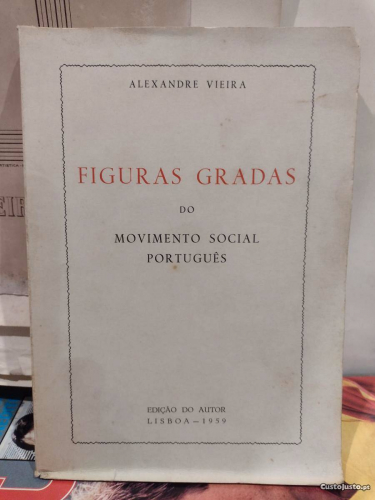 ALEXANDRE VIEIRA
FIGURAS GRADAS
DO
MOVIMENTO SOCIAL
PORTUGUÊS
EDIÇÃO DO AUTOR
LISBOA — 1959
CustoJusto.pt